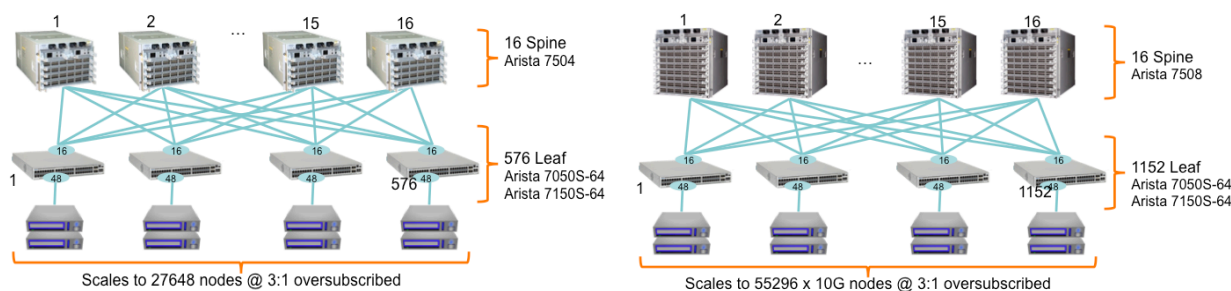 1 2 ... 15 16
16 Spine
Arista 7504
16 16 16 16
576 Leaf
Arista 7050S-64
Arista 7150S-64
1 48 48 48 576 48
Scales to 27648 nodes @ 3:1 oversubscribed
1 2 ... 15 16
16 Spine
Arista 7508
16 16 16 16
1152 Leaf
Arista 7050S-64
Arista 7150S-64
1 48 48 48 1152 48
Scales to 55296 x 10G nodes @ 3:1 oversubscribed